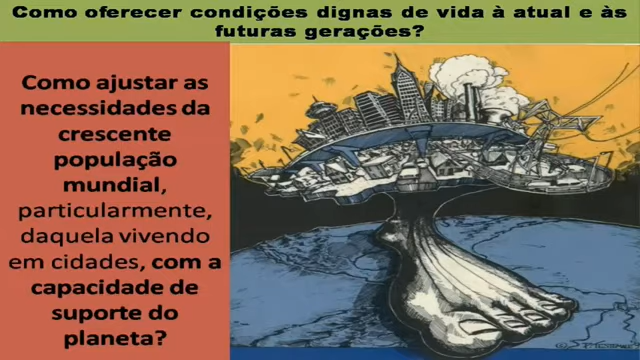 Como oferecer condições dignas de vida à atual e às
futuras gerações?
Como ajustar as
necessidades da
crescente
população
mundial,
particularmente,
daquela vivendo
em cidades, com a
capacidade de
suporte do
planeta?